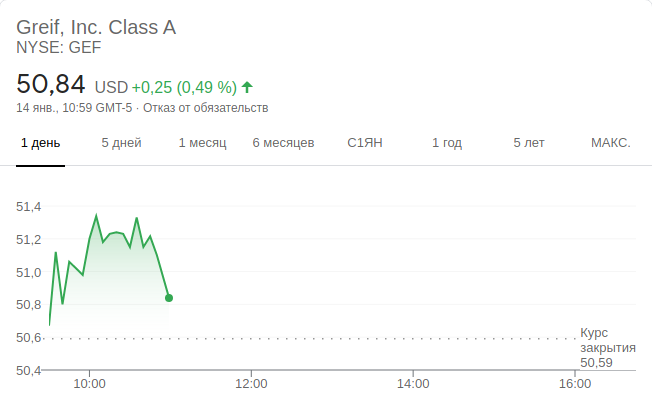 Greif, Inc. Class A
NYSE: GEF
50,84 USD +0,25 (0,49 %)
14 янв., 10:59 GMT-5 · Отказ от обязательств
1 день 5 дней 1 месяц 6 месяцев С1ЯН 1 год 5 лет МАКС.
51,4
51,2
51,0
50,8
50,6
50,4
Курс
закрытия
50,59
10:00 12:00 14:00 16:00